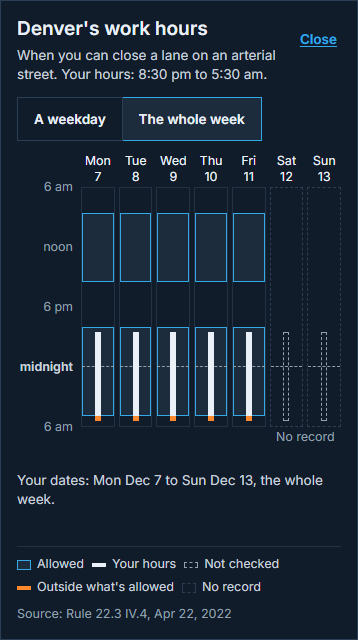 Denver's work hours
Close
When you can close a lane on an arterial
street. Your hours: 8:30 pm to 5:30 am.
A weekday
The whole week
Mon Tue Wed Thu Fri Sat Sun
7 8 9 10 11 12 13
6 am
noon
6 pm
midnight
6 am
No record
Your dates: Mon Dec 7 to Sun Dec 13, the whole
week.
Allowed Your hours Not checked
Outside what's allowed No record
Source: Rule 22.3 IV.4, Apr 22, 2022